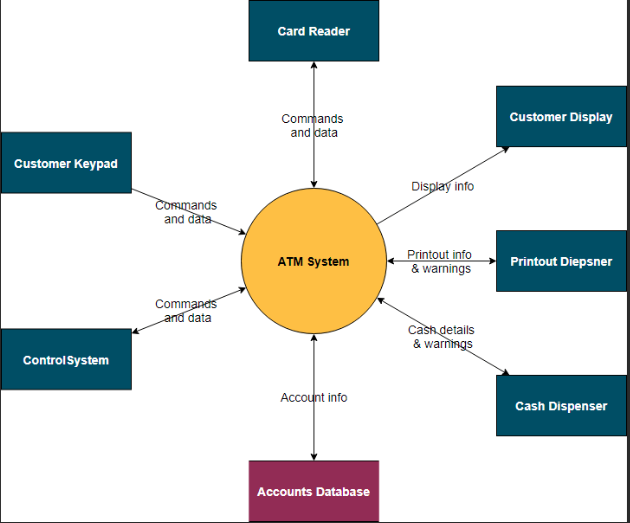 Card Reader
Commands
and data
Customer Display
Customer Keypad
Display info
Commands
and data
ATM System
Printout info
& warnings
Printout Diepsner
Commands
and data
Cash details
& warnings
ControlSystem
Account info
Cash Dispenser
Accounts Database